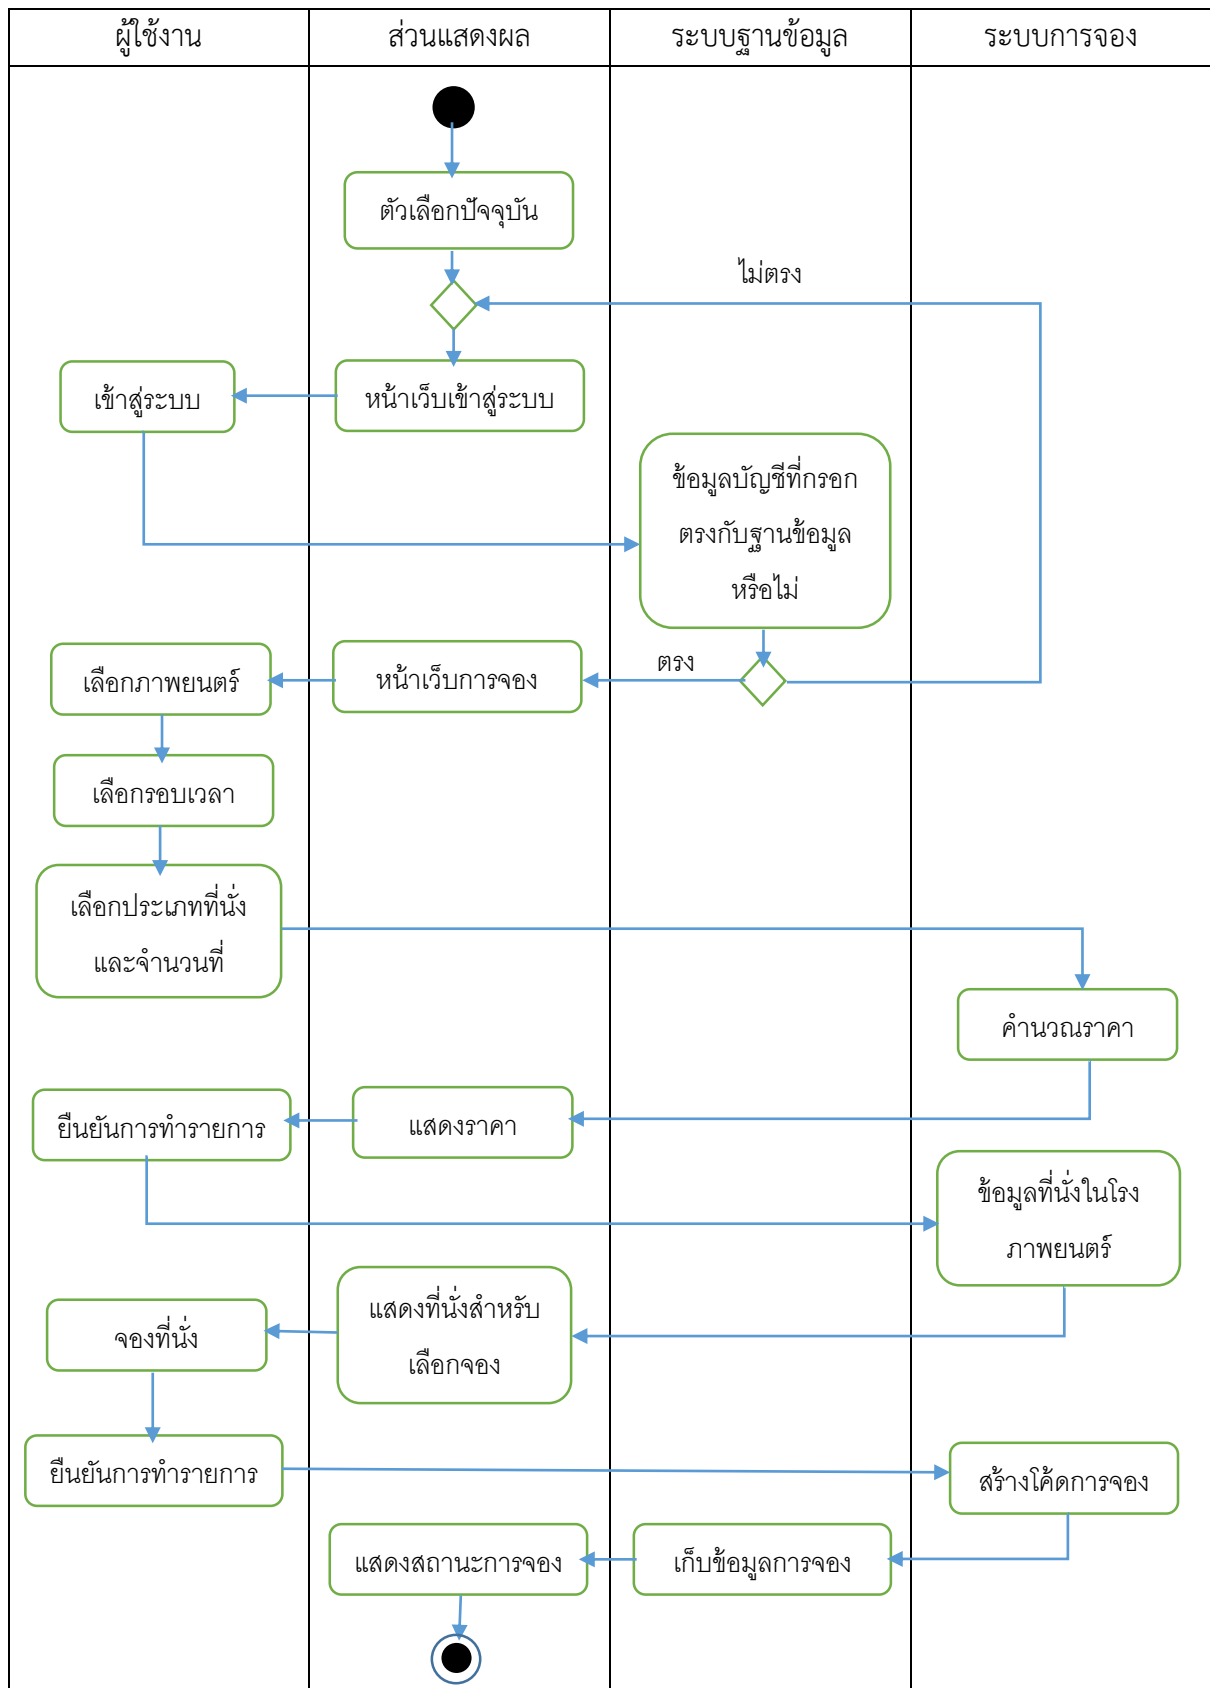 ผู้ใช้งาน
ส่วนแสดงผล
ระบบฐานข้อมูล
ระบบการจอง
ตัวเลือกปัจจุบัน
ไม่ตรง
หน้าเว็บเข้าสู่ระบบ
เข้าสู่ระบบ
ข้อมูลบัญชีที่กรอก
ตรงกับฐานข้อมูล
หรือไม่
ตรง
หน้าเว็บการจอง
เลือกภาพยนตร์
เลือกรอบเวลา
เลือกประเภทที่นั่ง
และจำนวนที่
คำนวณราคา
แสดงราคา
ยืนยันการทำรายการ
ข้อมูลที่นั่งในโรง
ภาพยนตร์
แสดงที่นั่งสำหรับ
เลือกจอง
จองที่นั่ง
ยืนยันการทำรายการ
สร้างโค้ดการจอง
เก็บข้อมูลการจอง
แสดงสถานะการจอง